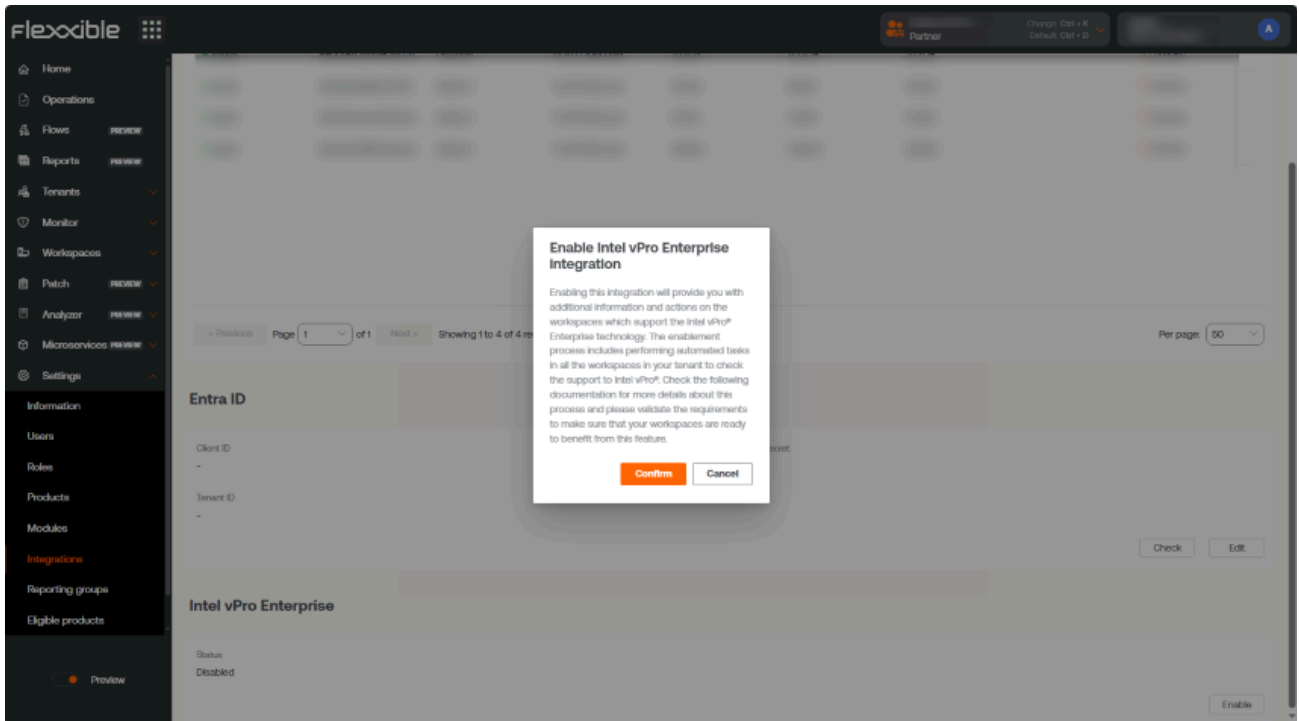 Flexxible
Partner
Change Ctrl + K
Default Ctrl + D
A
Home
Operations
Flows PREVIEW
Reports PREVIEW
Tenants
Monitor
Workspaces
Patch PREVIEW
Analyzer PREVIEW
Microservices PREVIEW
Settings
Information
Users
Roles
Products
Modules
Integrations
Reporting groups
Eligible products
Preview
« Previous Page 1 of 1 Next » Showing 1 to 4 of 4 re
Per page: 50
Entra ID
Client ID
-
Tenant ID
-
Check Edit
Intel vPro Enterprise
Status
Disabled
Enable
Enable Intel vPro Enterprise
integration
Enabling this integration will provide you with
additional information and actions on the
workspaces which support the Intel vPro®
Enterprise technology. The enablement
process includes performing automated tasks
in all the workspaces in your tenant to check
the support to Intel vPro®. Check the following
documentation for more details about this
process and please validate the requirements
to make sure that your workspaces are ready
to benefit from this feature.
Confirm Cancel